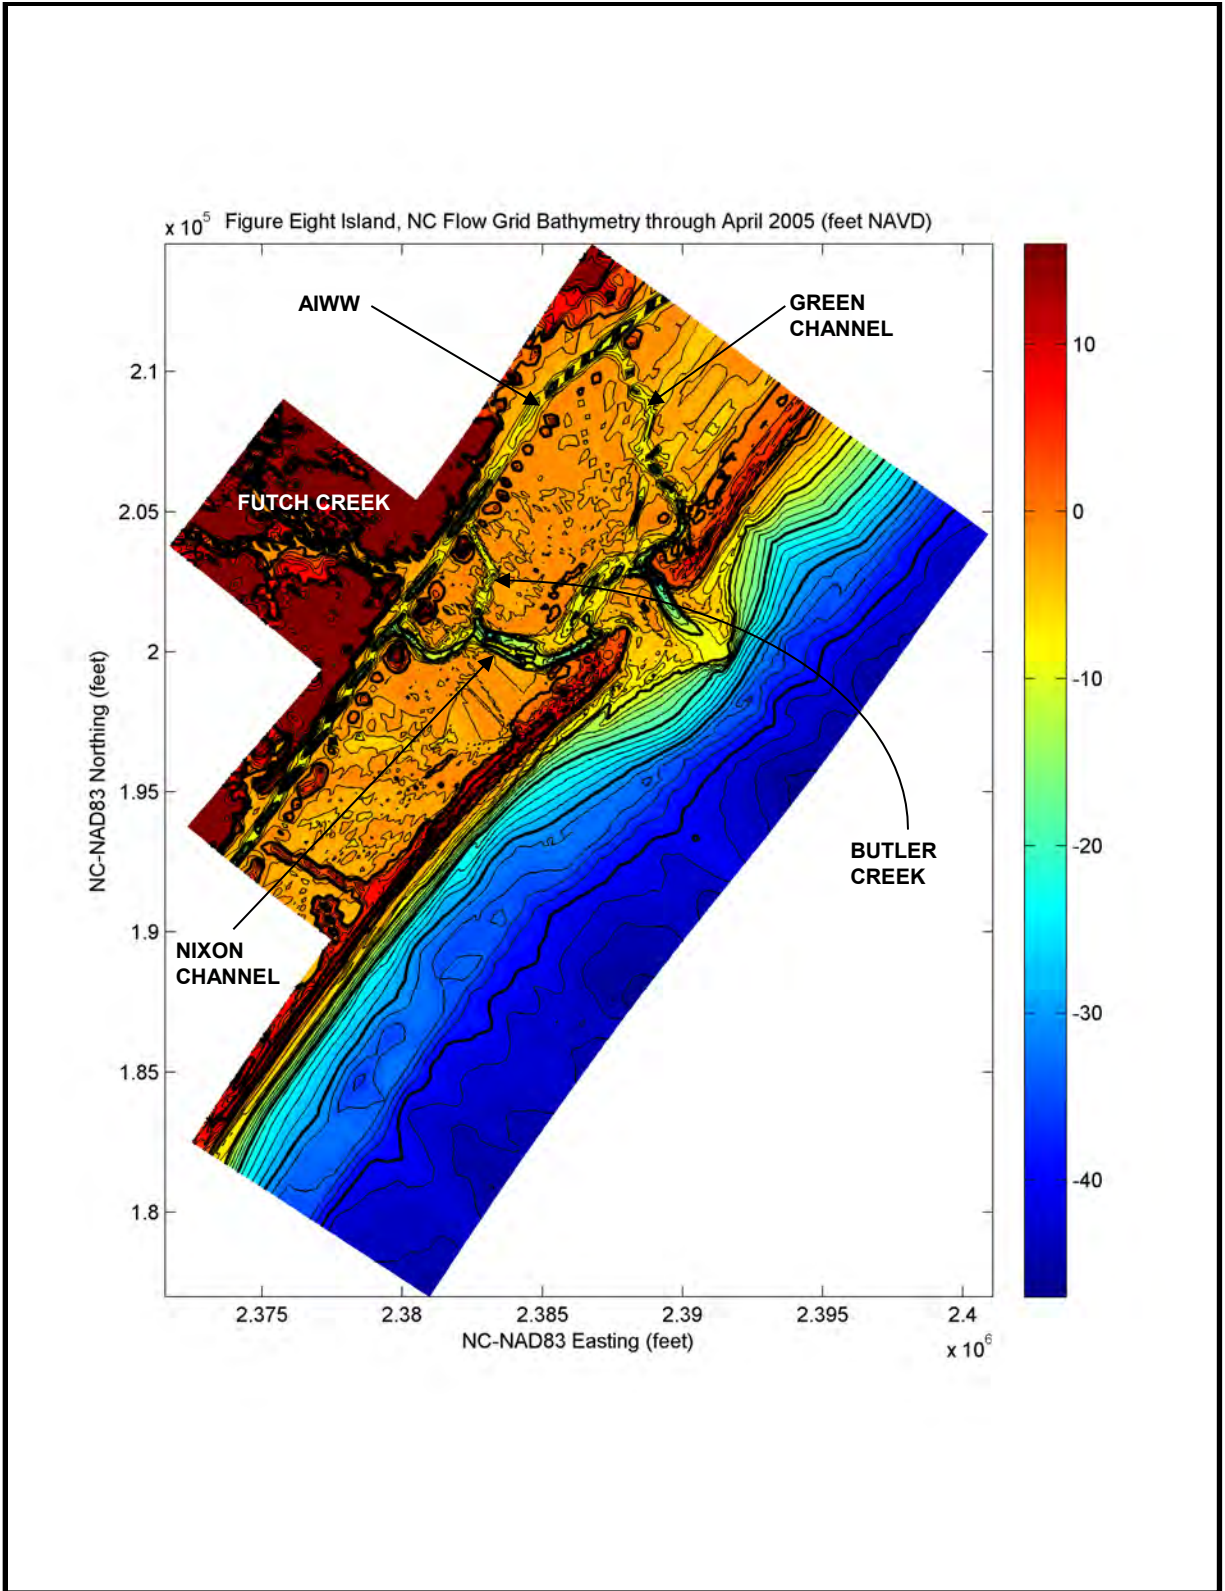 x 10^5 Figure Eight Island, NC Flow Grid Bathymetry through April 2005 (feet NAVD)
AIWW
GREEN
CHANNEL
FUTCH CREEK
BUTLER
CREEK
NIXON
CHANNEL
2.1
2.05
2
1.95
1.9
1.85
1.8
NC-NAD83 Northing (feet)
2.375 2.38 2.385 2.39 2.395 2.4
NC-NAD83 Easting (feet)
x 10^6
10
0
-10
-20
-30
-40